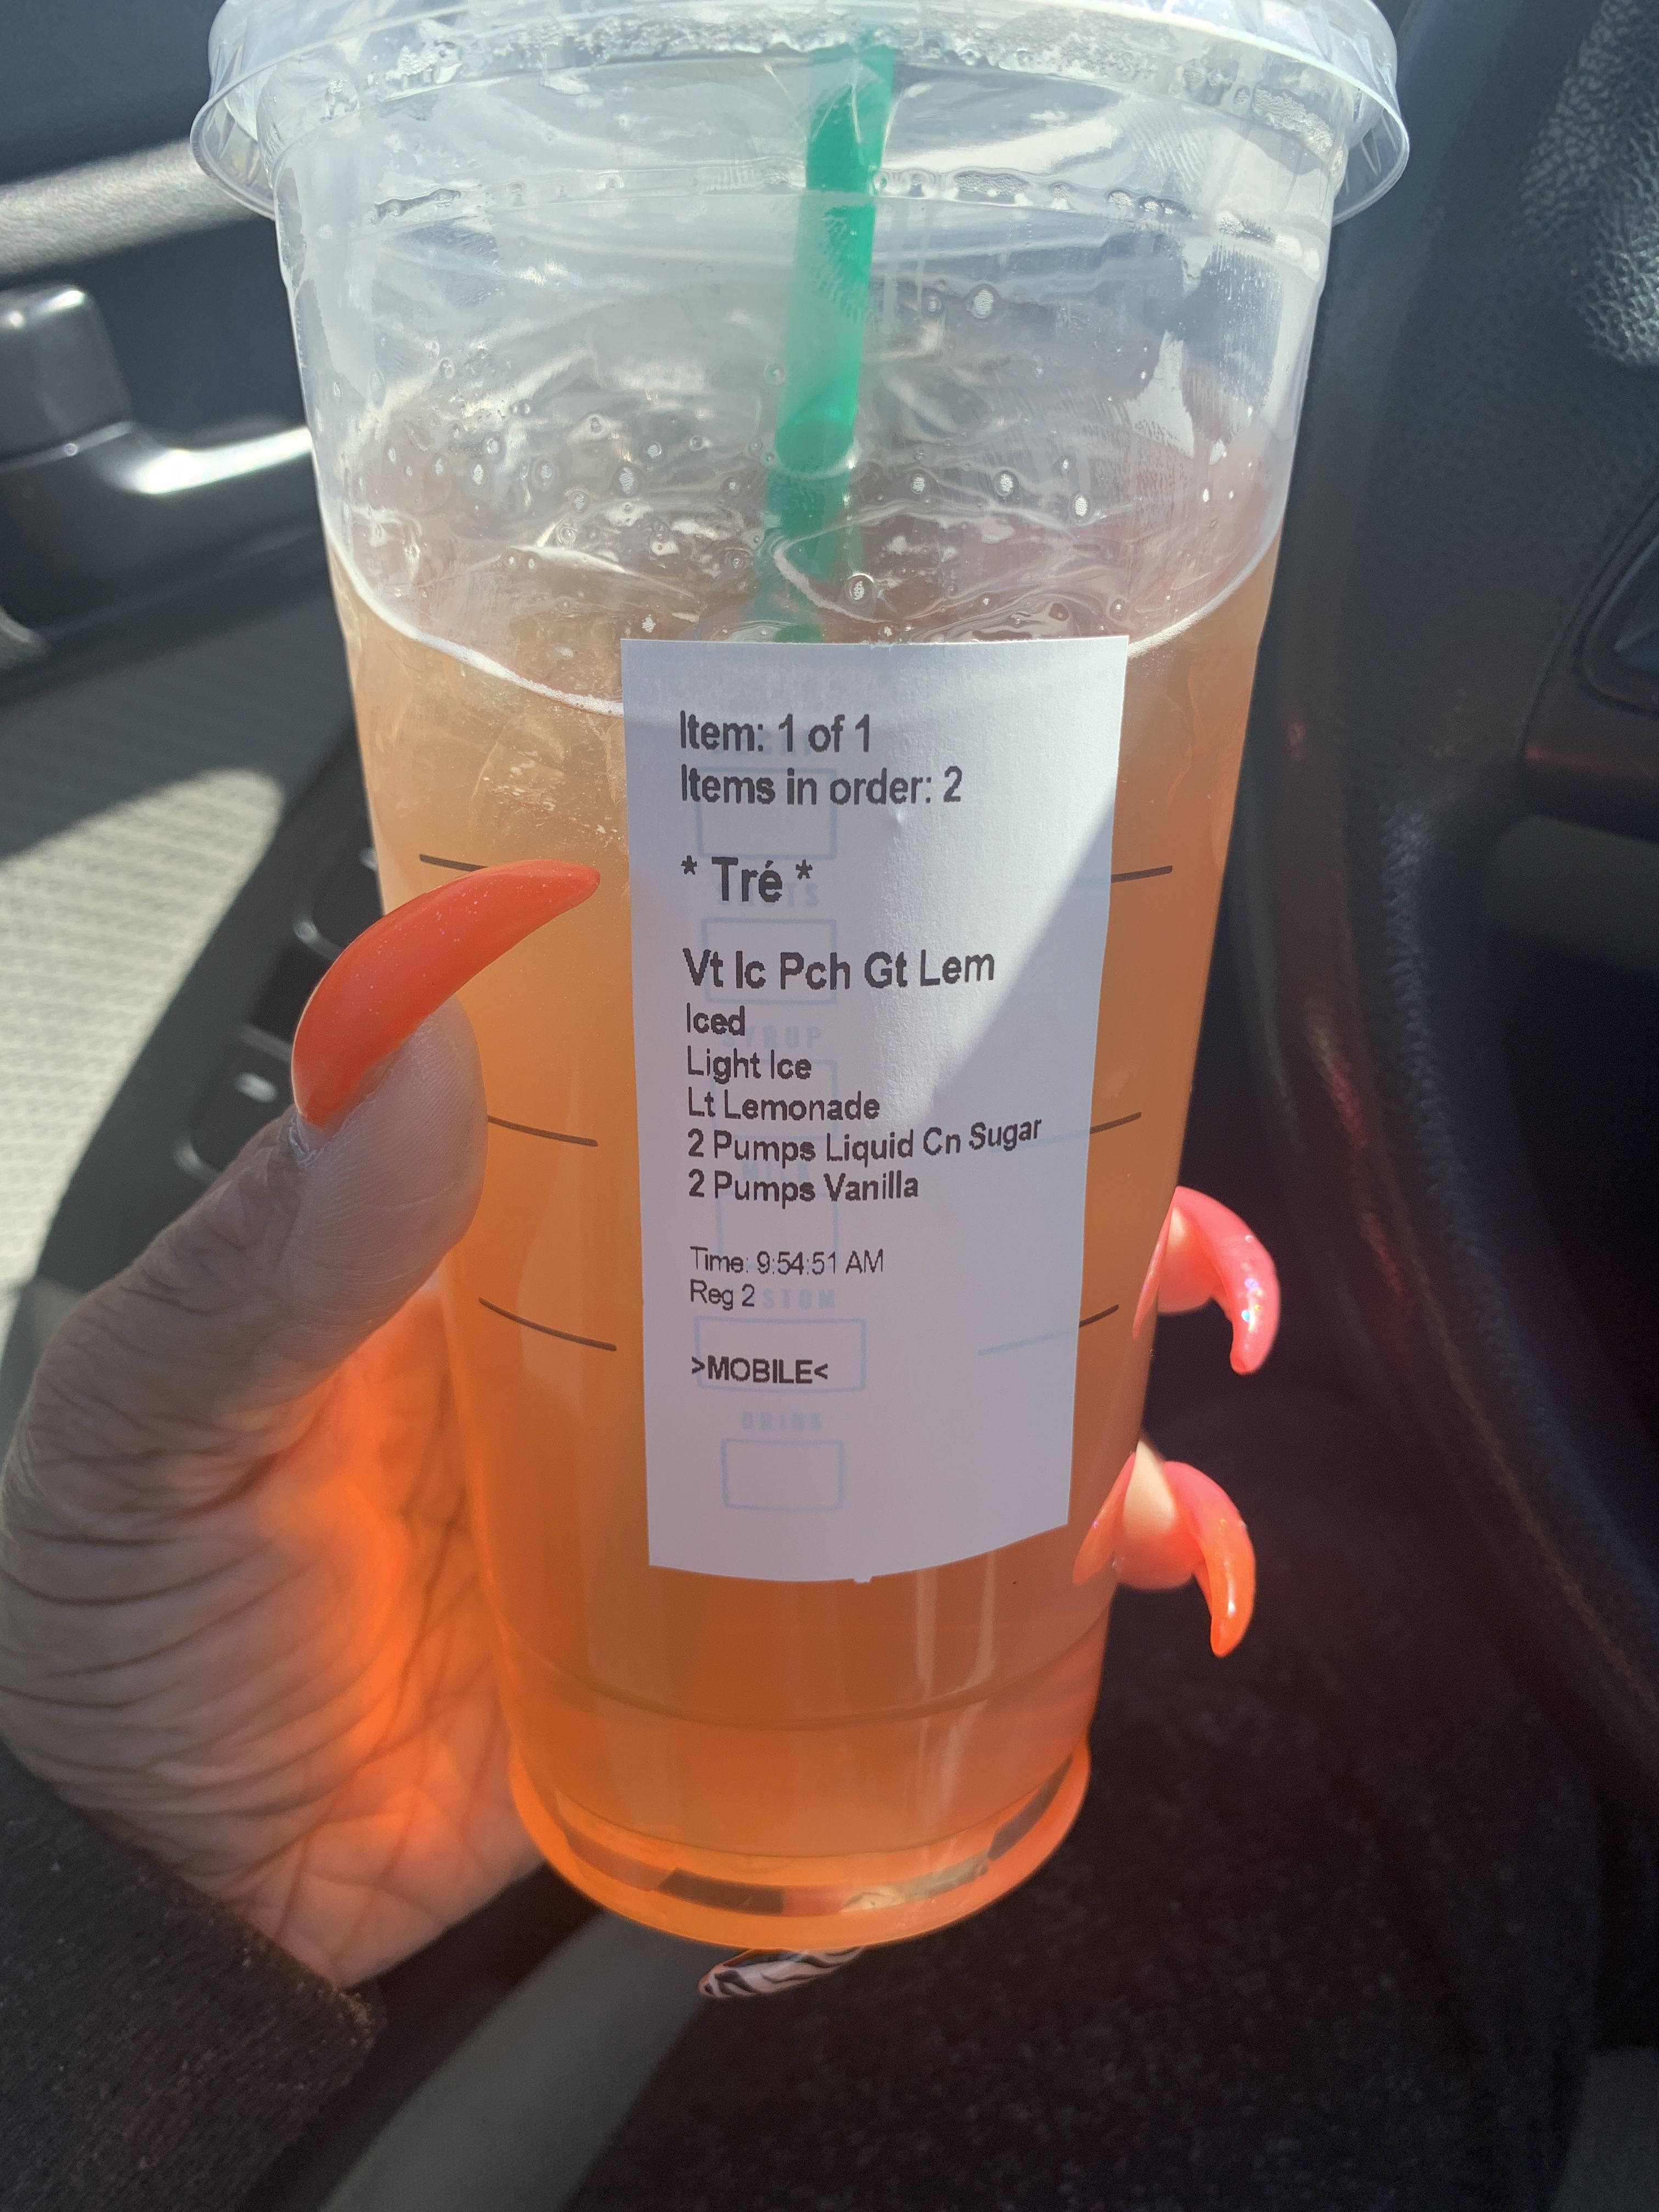 Item: 1 of 1
Items in order: 2
* Tré *
Vt Ic Pch Gt Lem
Iced
Light Ice
Lt Lemonade
2 Pumps Liquid Cn Sugar
2 Pumps Vanilla
Time: 9:54:51 AM
Reg 2
>MOBILE<
DRINK